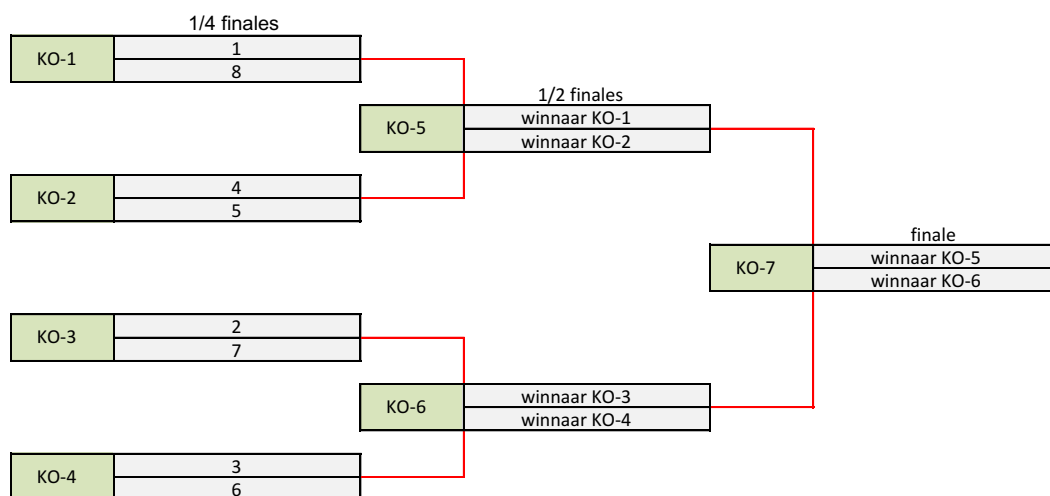 1/4 finales
KO-1
1
8
1/2 finales
KO-5
winnaar KO-1
winnaar KO-2
KO-2
4
5
finale
KO-7
winnaar KO-5
winnaar KO-6
KO-3
2
7
KO-6
winnaar KO-3
winnaar KO-4
KO-4
3
6